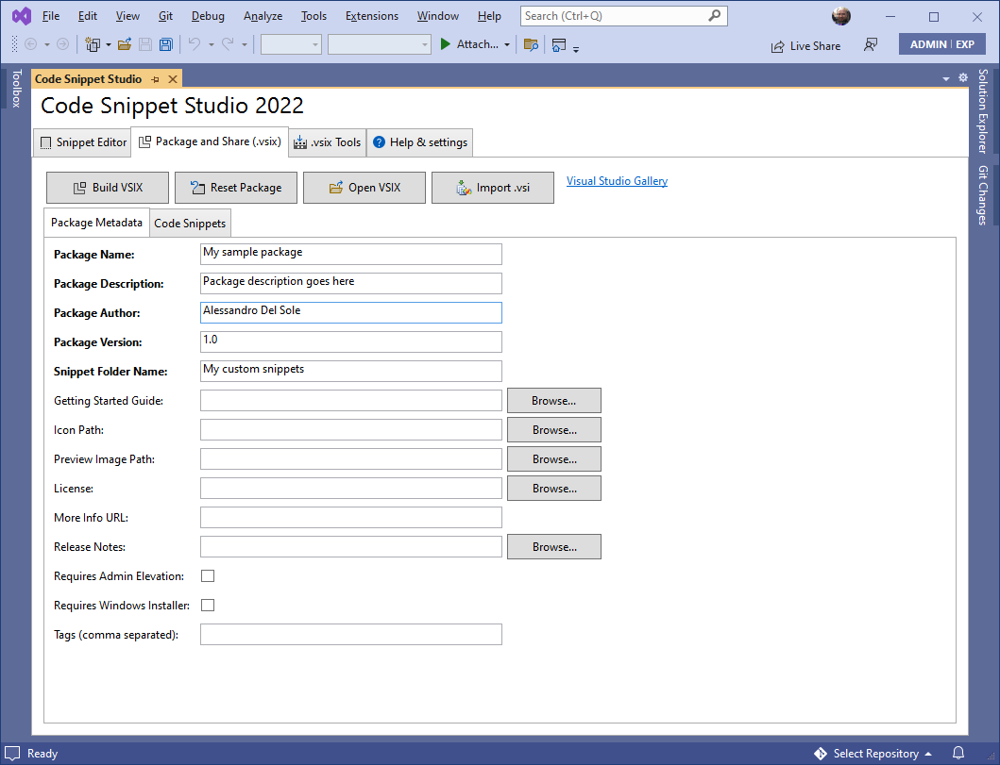 File Edit View Git Debug Analyze Tools Extensions Window Help Search (Ctrl+Q)
Attach... Live Share ADMIN EXP
Toolbox
Code Snippet Studio
Solution Explorer
Git Changes
Code Snippet Studio 2022
Snippet Editor Package and Share (.vsix) .vsix Tools Help & settings
Build VSIX Reset Package Open VSIX Import .vsi Visual Studio Gallery
Package Metadata Code Snippets
Package Name: My sample package
Package Description: Package description goes here
Package Author: Alessandro Del Sole
Package Version: 1.0
Snippet Folder Name: My custom snippets
Getting Started Guide: Browse...
Icon Path: Browse...
Preview Image Path: Browse...
License: Browse...
More Info URL:
Release Notes: Browse...
Requires Admin Elevation:
Requires Windows Installer:
Tags (comma separated):
Ready Select Repository